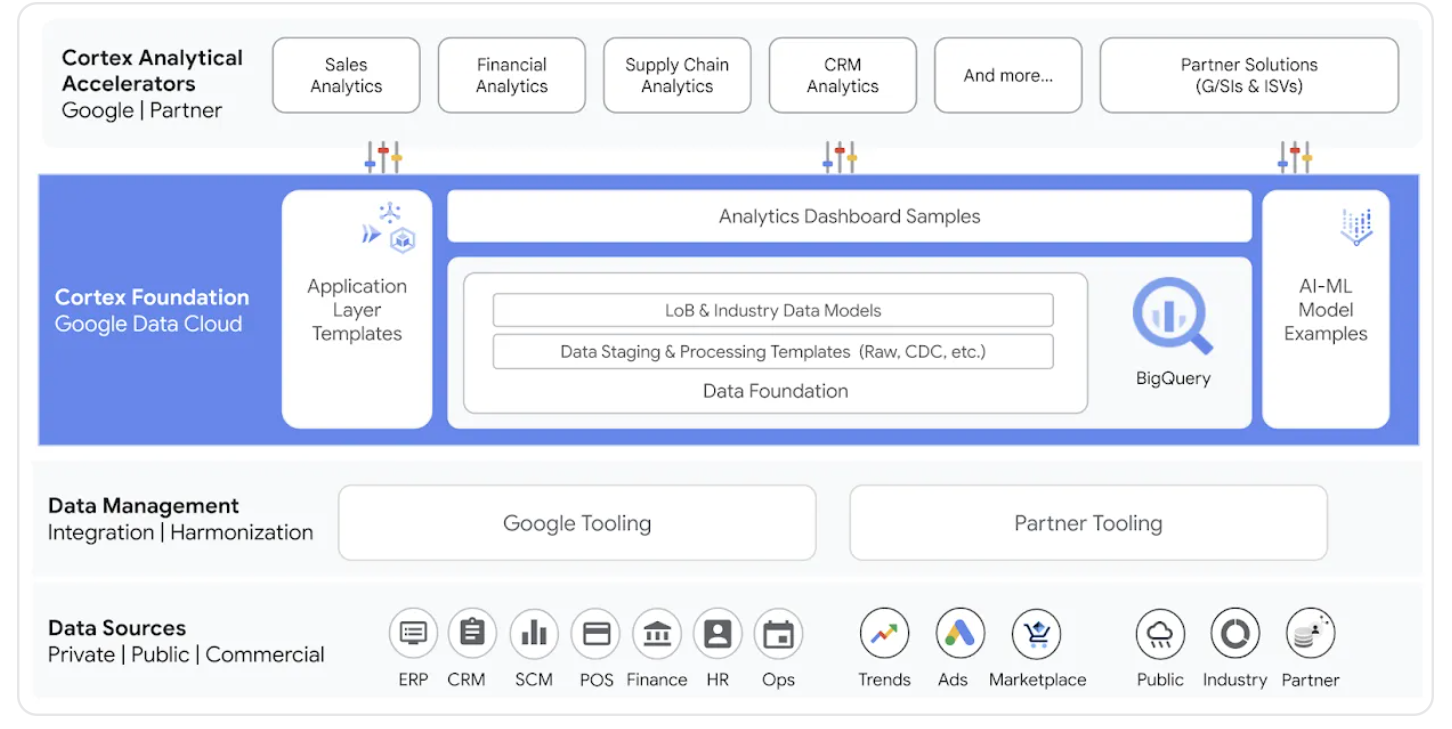 Cortex Analytical
Accelerators
Google | Partner
Sales
Analytics
Financial
Analytics
Supply Chain
Analytics
CRM
Analytics
And more...
Partner Solutions
(G/SIs & ISVs)
Cortex Foundation
Google Data Cloud
Application
Layer
Templates
Analytics Dashboard Samples
LoB & Industry Data Models
Data Staging & Processing Templates (Raw, CDC, etc.)
Data Foundation
BigQuery
AI-ML
Model
Examples
Data Management
Integration | Harmonization
Google Tooling
Partner Tooling
Data Sources
Private | Public | Commercial
ERP
CRM
SCM
POS
Finance
HR
Ops
Trends
Ads
Marketplace
Public
Industry
Partner